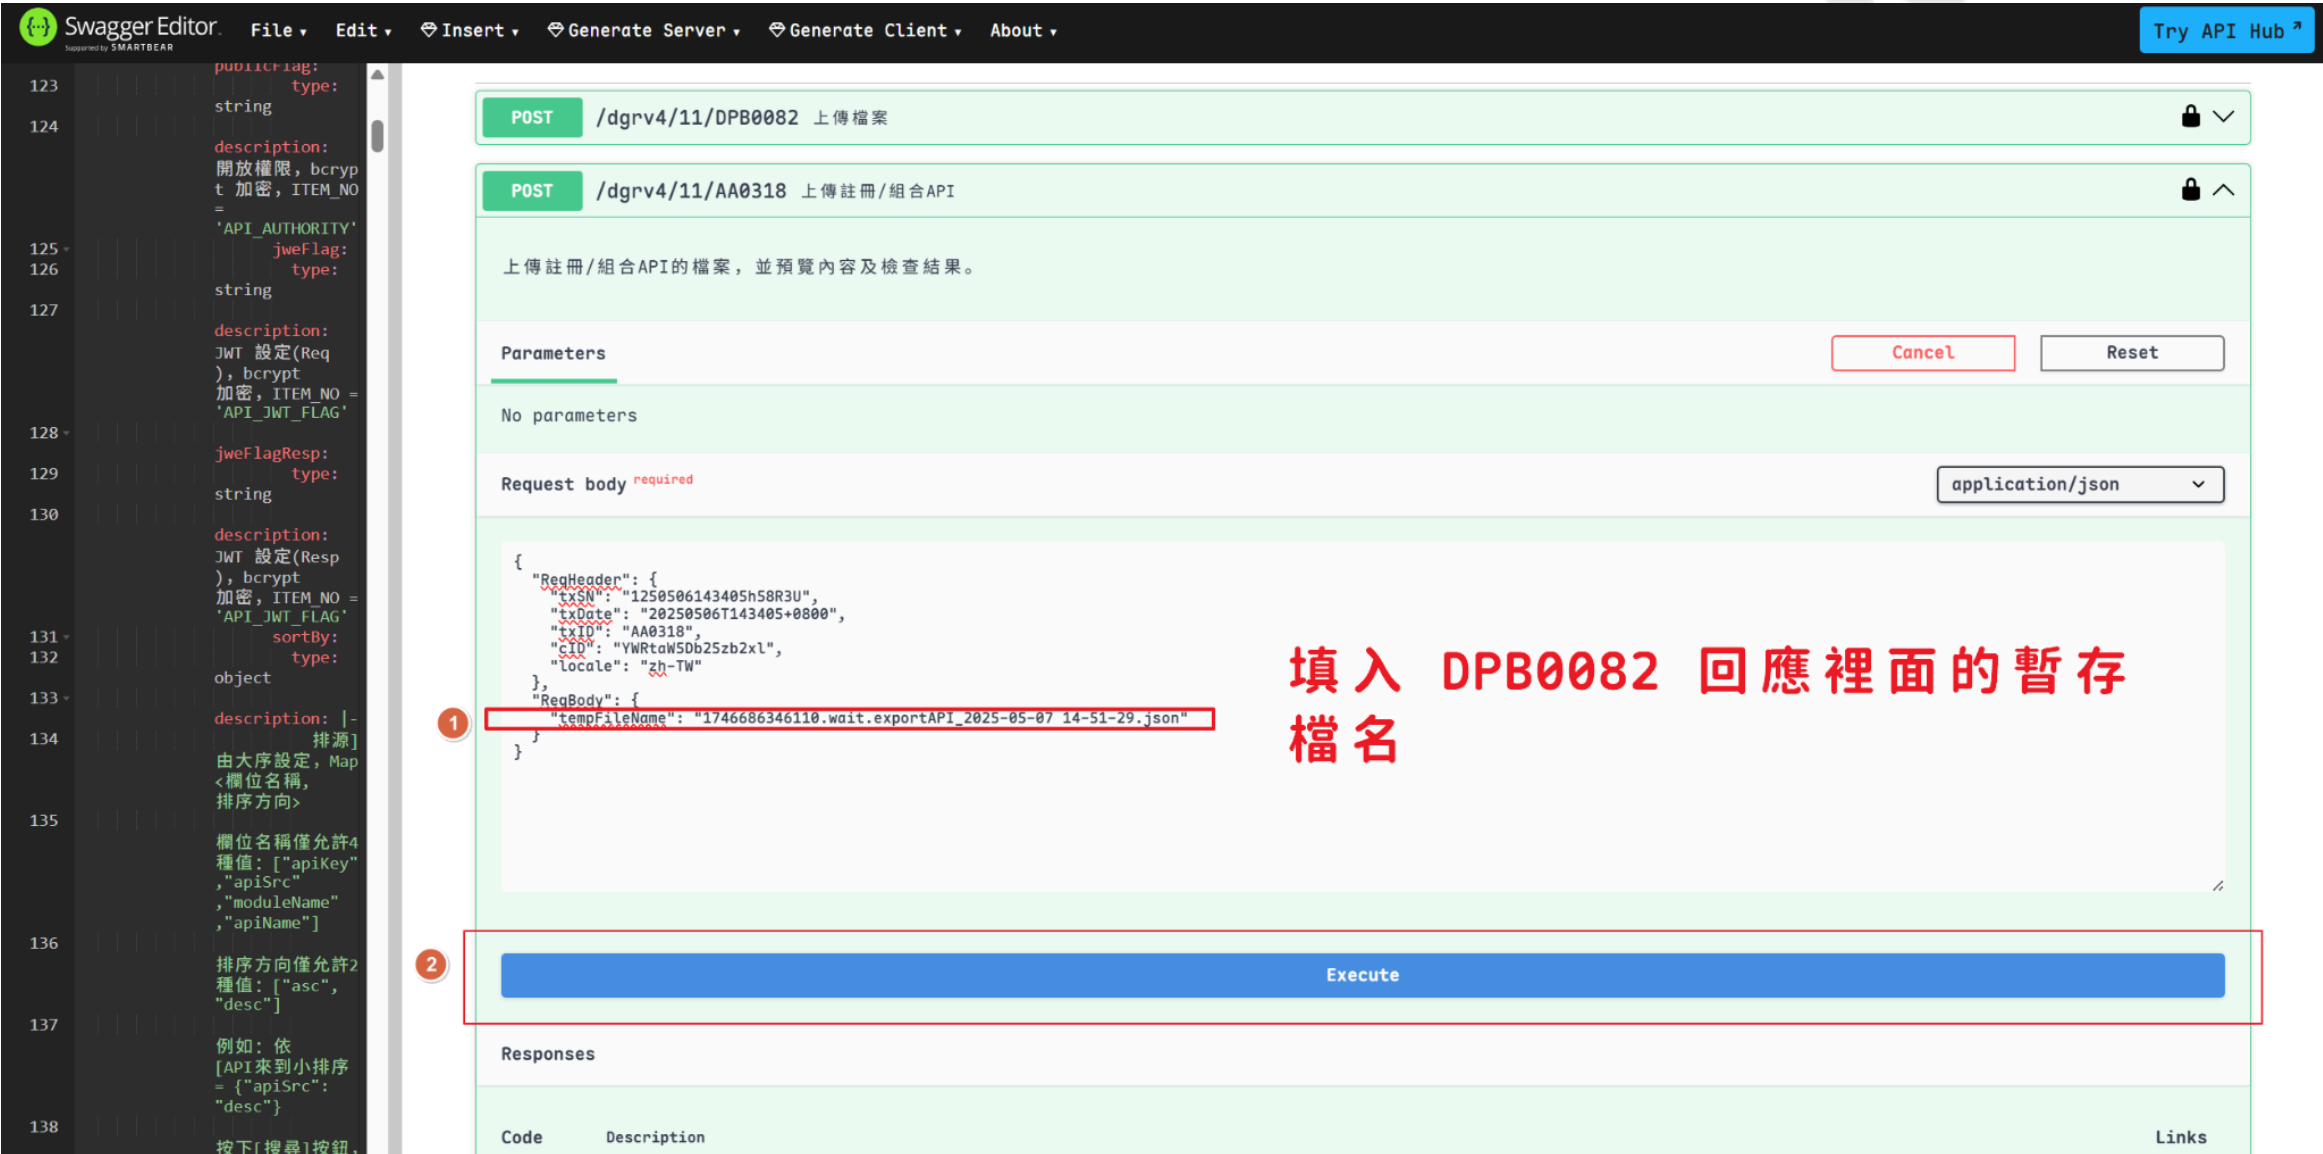 Swagger Editor.
Supported by SMARTBEAR
File
Edit
Insert
Generate Server
Generate Client
About
Try API Hub
publicFlag:
123
type:
string
124
description:
開放權限, bcryp
t 加密, ITEM_NO
=
'API_AUTHORITY'
125
jweFlag:
126
type:
string
127
description:
JWT 設定(Req
), bcrypt
加密, ITEM_NO =
'API_JWT_FLAG'
128
jweFlagResp:
129
type:
string
130
description:
JWT 設定(Resp
), bcrypt
加密, ITEM_NO =
'API_JWT_FLAG'
131
sortBy:
132
type:
object
133
description: |-
134
排源]
由大序設定, Map
<欄位名稱,
排序方向>
135
欄位名稱僅允許4
種值: ["apiKey"
,"apiSrc"
,"moduleName"
,"apiName"]
136
排序方向僅允許2
種值: ["asc",
"desc"]
137
例如: 依
[API來到小排序
= {"apiSrc":
"desc"}
138
按下[搜尋]按鈕,
POST /dgrv4/11/DPB0082 上傳檔案
POST /dgrv4/11/AA0318 上傳註冊/組合API
上傳註冊/組合API的檔案, 並預覽內容及檢查結果。
Parameters
Cancel
Reset
No parameters
Request body required
application/json
{
"ReqHeader": {
"txSN": "1250506143405h58R3U",
"txDate": "20250506T143405+0800",
"txID": "AA0318",
"cID": "YWRtaW5Db25zb2xl",
"locale": "zh-TW"
},
"ReqBody": {
1
"tempFileName": "1746686346110.wait.exportAPI_2025-05-07 14-51-29.json"
}
}
填入 DPB0082 回應裡面的暫存
檔名
2
Execute
Responses
Code
Description
Links